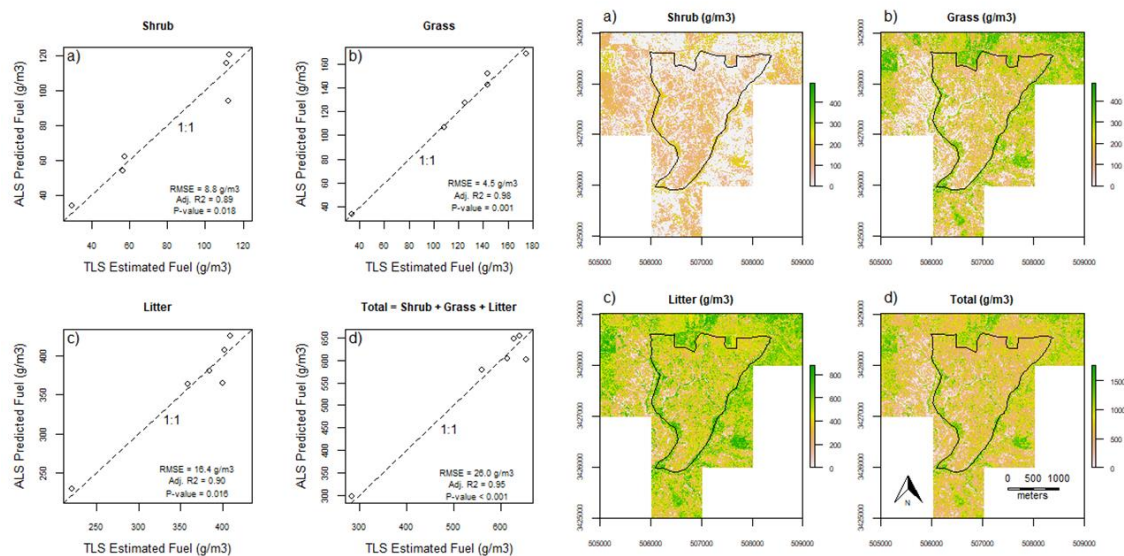 Shrub
a)
120
100
80
60
40
ALS Predicted Fuel (g/m3)
1:1
RMSE = 8.8 g/m3
Adj. R2 = 0.89
P-value = 0.018
40 60 80 100 120
TLS Estimated Fuel (g/m3)
Grass
b)
160
140
120
100
80
60
40
ALS Predicted Fuel (g/m3)
1:1
RMSE = 4.5 g/m3
Adj. R2 = 0.98
P-value = 0.001
40 60 80 100 120 140 160 180
TLS Estimated Fuel (g/m3)
Litter
c)
400
350
300
250
ALS Predicted Fuel (g/m3)
1:1
RMSE = 16.4 g/m3
Adj. R2 = 0.90
P-value = 0.016
250 300 350 400
TLS Estimated Fuel (g/m3)
Total = Shrub + Grass + Litter
d)
650
600
550
500
450
400
350
300
ALS Predicted Fuel (g/m3)
1:1
RMSE = 26.0 g/m3
Adj. R2 = 0.95
P-value < 0.001
300 400 500 600
TLS Estimated Fuel (g/m3)
a)
Shrub (g/m3)
3429000
3428000
3427000
3426000
3425000
505000 506000 507000 508000 509000
400
300
200
100
0
b)
Grass (g/m3)
3429000
3428000
3427000
3426000
3425000
505000 506000 507000 508000 509000
400
300
200
100
0
c)
Litter (g/m3)
3429000
3428000
3427000
3426000
3425000
505000 506000 507000 508000 509000
800
600
400
200
0
d)
Total (g/m3)
3429000
3428000
3427000
3426000
3425000
505000 506000 507000 508000 509000
1500
1000
500
0
N
0 500 1000
meters